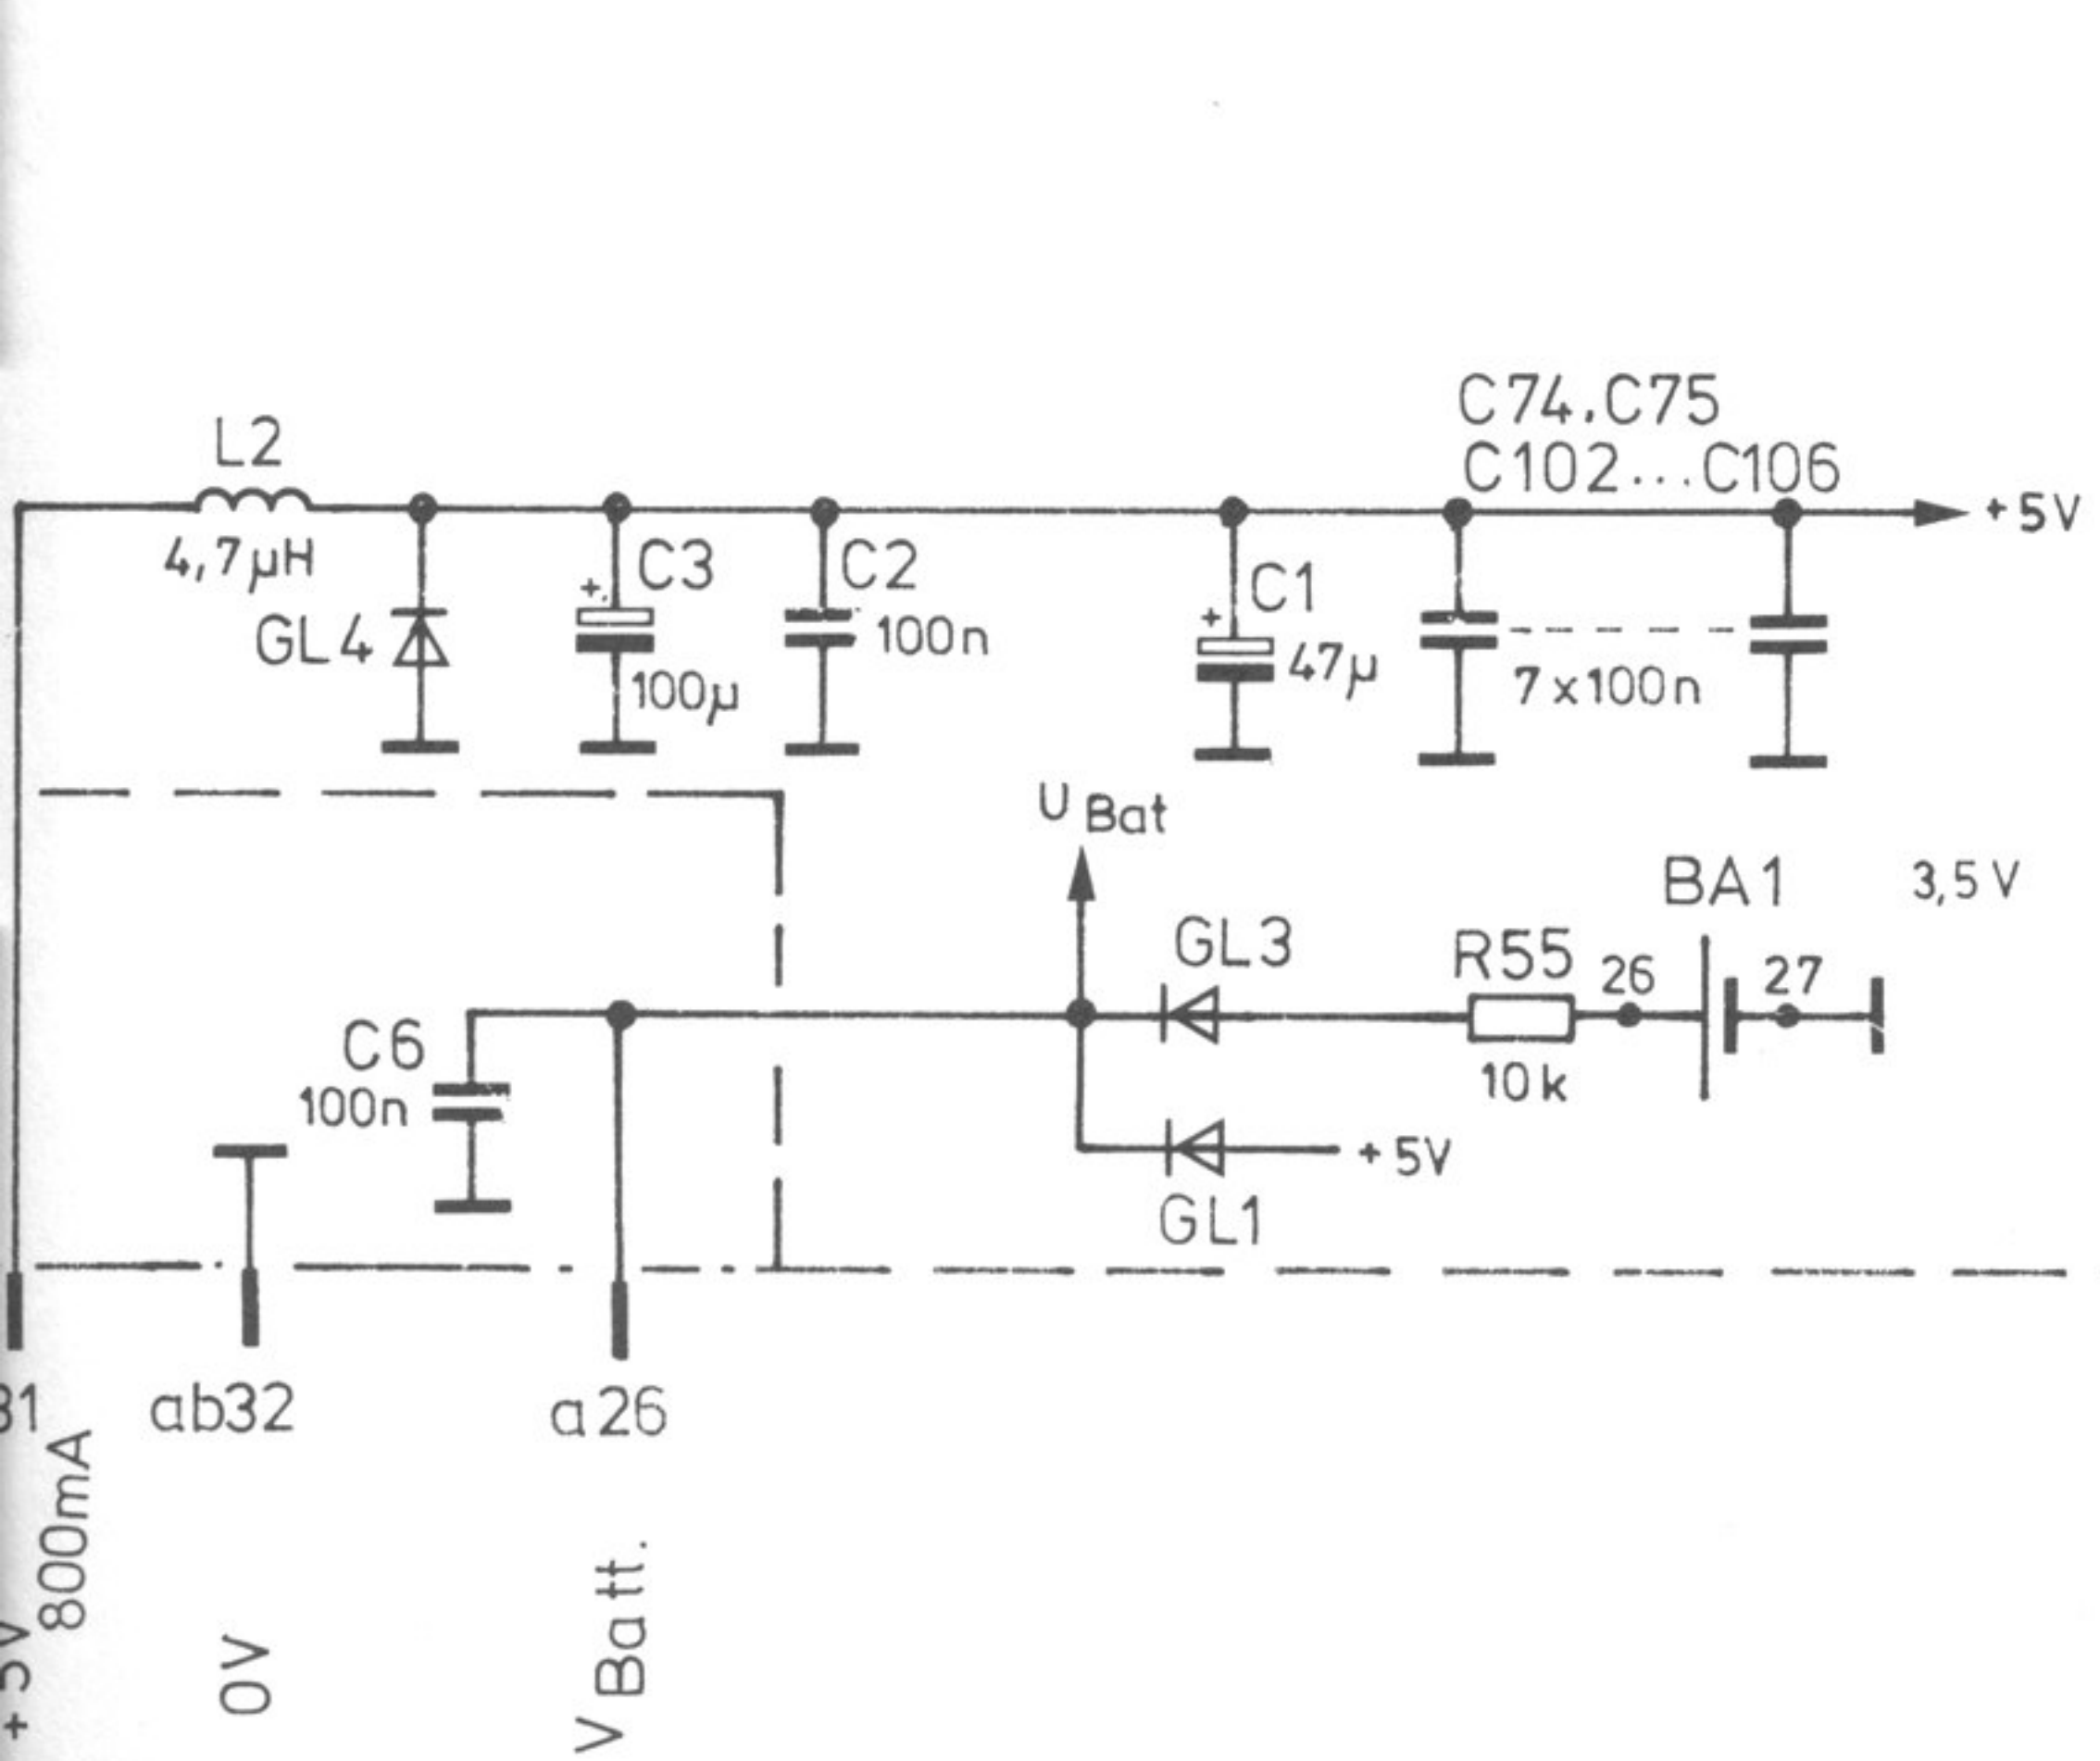 C74,C75
L2
C102...C106
+5V
4,7µH
C3
C2
C1
+
+
GL4
100n
47µ
100µ
7x100n
U Bat
BA1
3,5 V
GL3
R55
26
27
C6
100n
10k
+5V
GL1
ab32
a26
800mA
+5V
0V
V Batt.